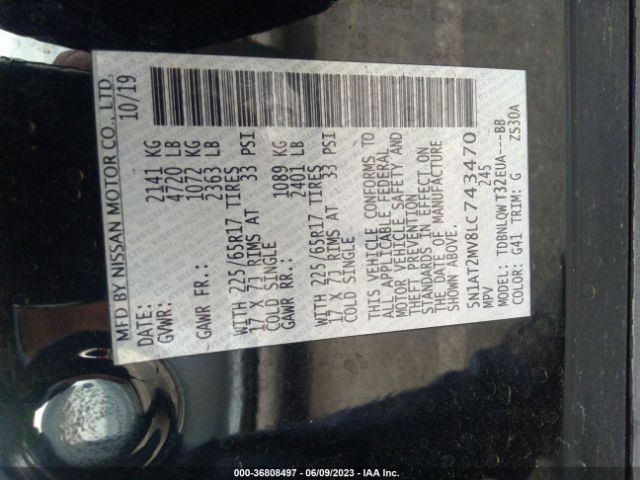 MFD BY NISSAN MOTOR CO., LTD.
DATE: 10/19
GVWR: 2141 KG
4720 LB
GAWR FR.: 1072 KG
2363 LB
WITH 225/65R17 TIRES
17 X 7J RIMS AT 33 PSI
COLD SINGLE
GAWR RR.: 1089 KG
2401 LB
WITH 225/65R17 TIRES
17 X 7J RIMS AT 33 PSI
COLD SINGLE
THIS VEHICLE CONFORMS TO
ALL APPLICABLE FEDERAL
MOTOR VEHICLE SAFETY AND
THEFT PREVENTION
STANDARDS IN EFFECT ON
THE DATE OF MANUFACTURE
SHOWN ABOVE.
5N1AT2MV8LC743470
MPV 245
MODEL: TDBNLQW T32EUA---BB
COLOR: G41 TRIM: G ZS30A
000-36808497 - 06/09/2023 - IAA Inc.